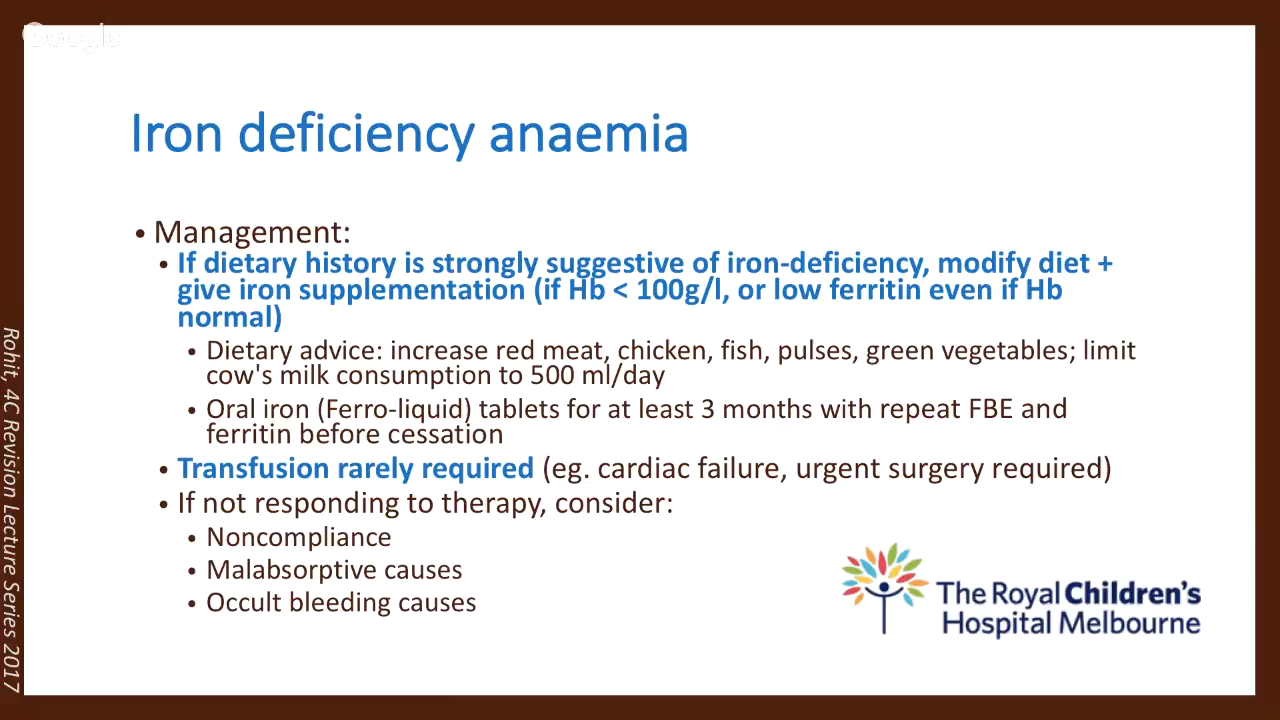 Google
Iron deficiency anaemia
• Management:
• If dietary history is strongly suggestive of iron-deficiency, modify diet +
give iron supplementation (if Hb < 100g/l, or low ferritin even if Hb
normal)
• Dietary advice: increase red meat, chicken, fish, pulses, green vegetables; limit
cow's milk consumption to 500 ml/day
• Oral iron (Ferro-liquid) tablets for at least 3 months with repeat FBE and
ferritin before cessation
• Transfusion rarely required (eg. cardiac failure, urgent surgery required)
• If not responding to therapy, consider:
• Noncompliance
• Malabsorptive causes
• Occult bleeding causes
The Royal Children's
Hospital Melbourne
Rohit, 4C Revision Lecture Series 2017